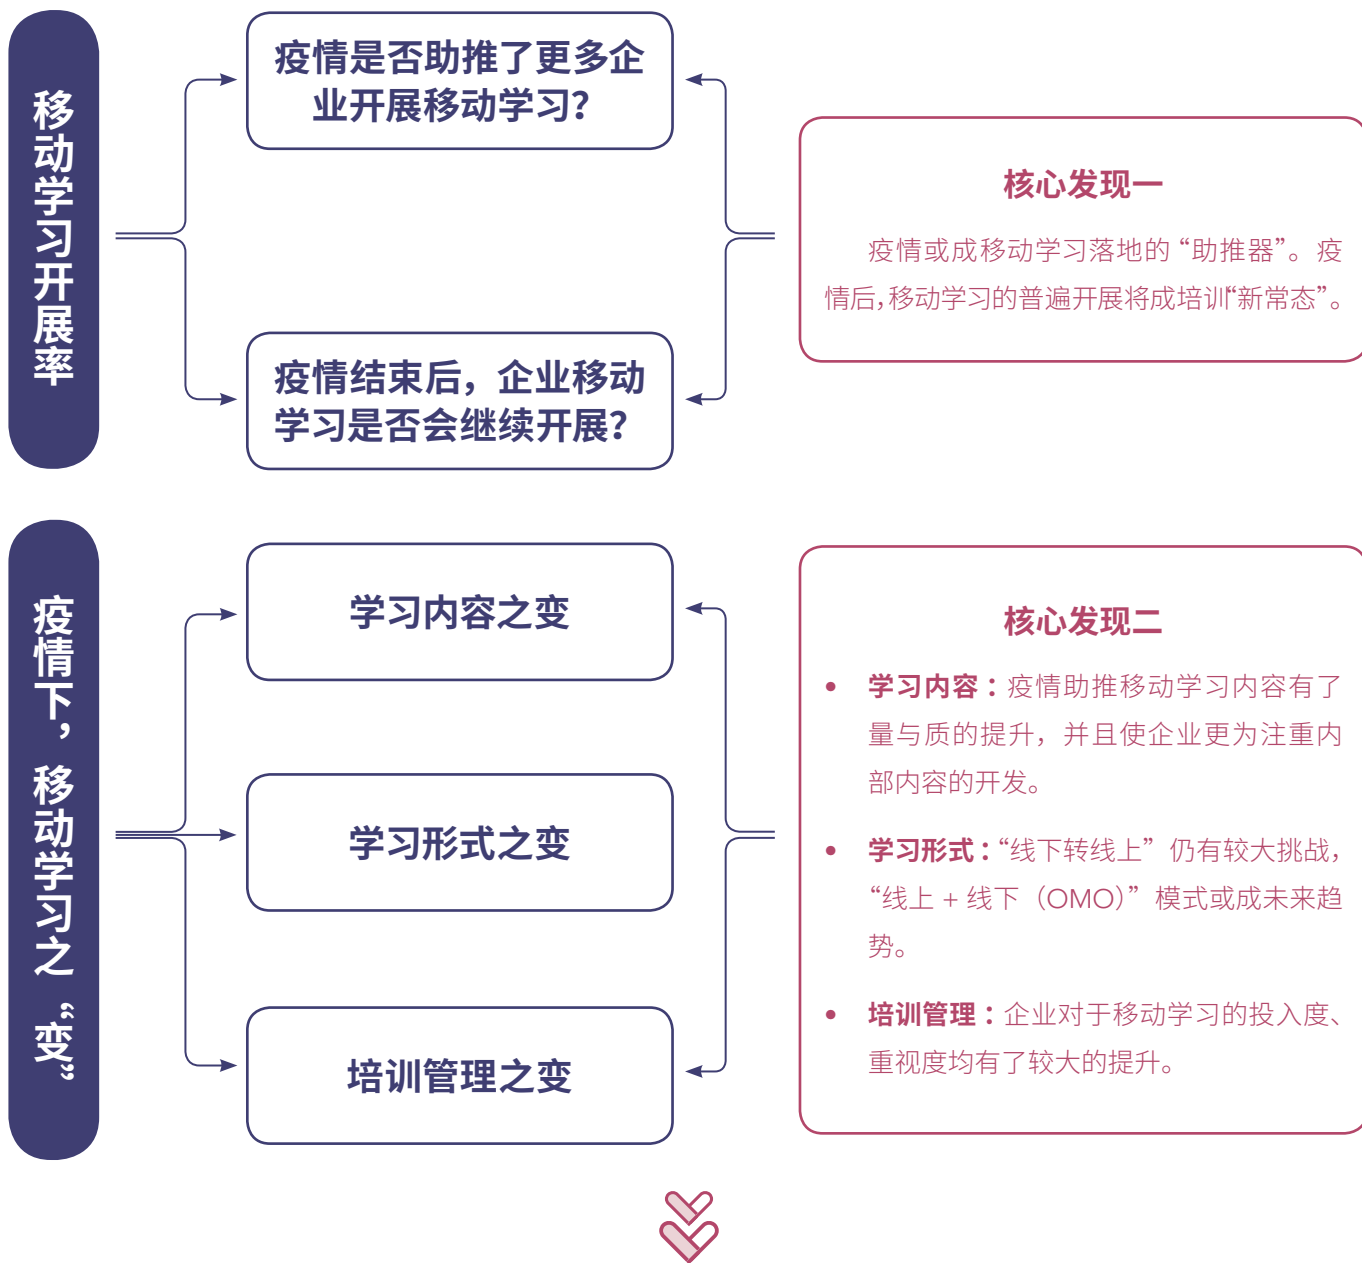 移动学习开展率
疫情是否助推了更多企
业开展移动学习?
疫情结束后，企业移动
学习是否会继续开展?
核心发现一
疫情或成移动学习落地的“助推器”。疫
情后，移动学习的普遍开展将成培训“新常态”。
疫情下，移动学习之“变”
学习内容之变
学习形式之变
培训管理之变
核心发现二
• 学习内容：疫情助推移动学习内容有了
量与质的提升，并且使企业更为注重内
部内容的开发。
• 学习形式：“线下转线上”仍有较大挑战，
“线上 + 线下（OMO）”模式或成未来趋
势。
• 培训管理：企业对于移动学习的投入度、
重视度均有了较大的提升。